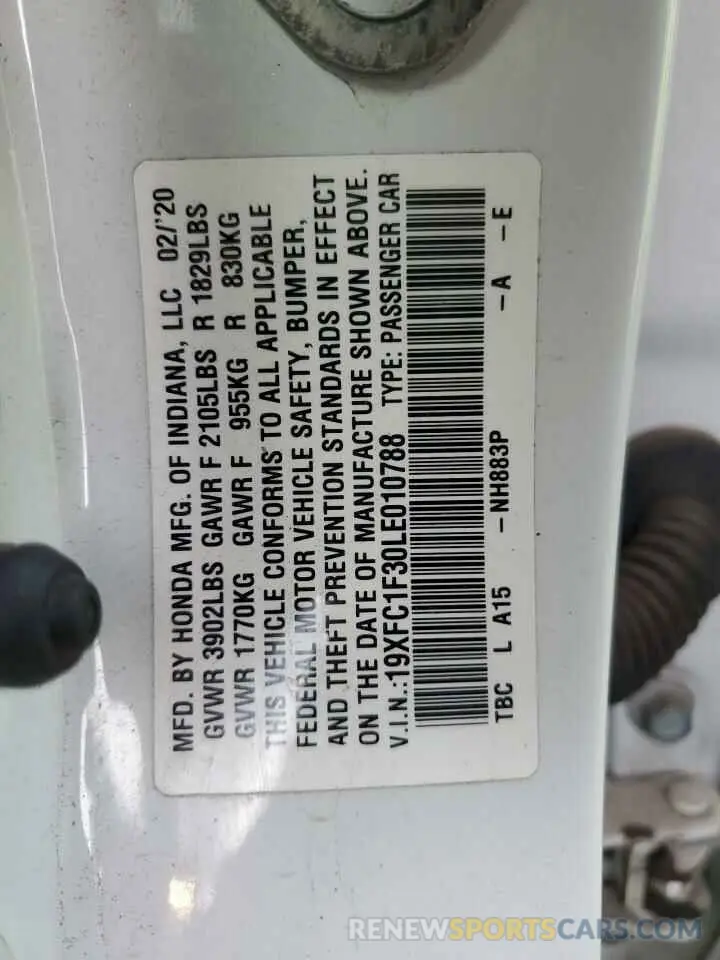 MFD. BY HONDA MFG. OF INDIANA, LLC 02/'20
GVWR 3902LBS GAWR F 2105LBS R 1829LBS
GVWR 1770KG GAWR F 955KG R 830KG
THIS VEHICLE CONFORMS TO ALL APPLICABLE
FEDERAL MOTOR VEHICLE SAFETY, BUMPER,
AND THEFT PREVENTION STANDARDS IN EFFECT
ON THE DATE OF MANUFACTURE SHOWN ABOVE.
V.I.N.:19XFC1F30LE010788 TYPE: PASSENGER CAR
TBC L A15 -NH883P -A -E
RENEWSPORTSCARS.COM